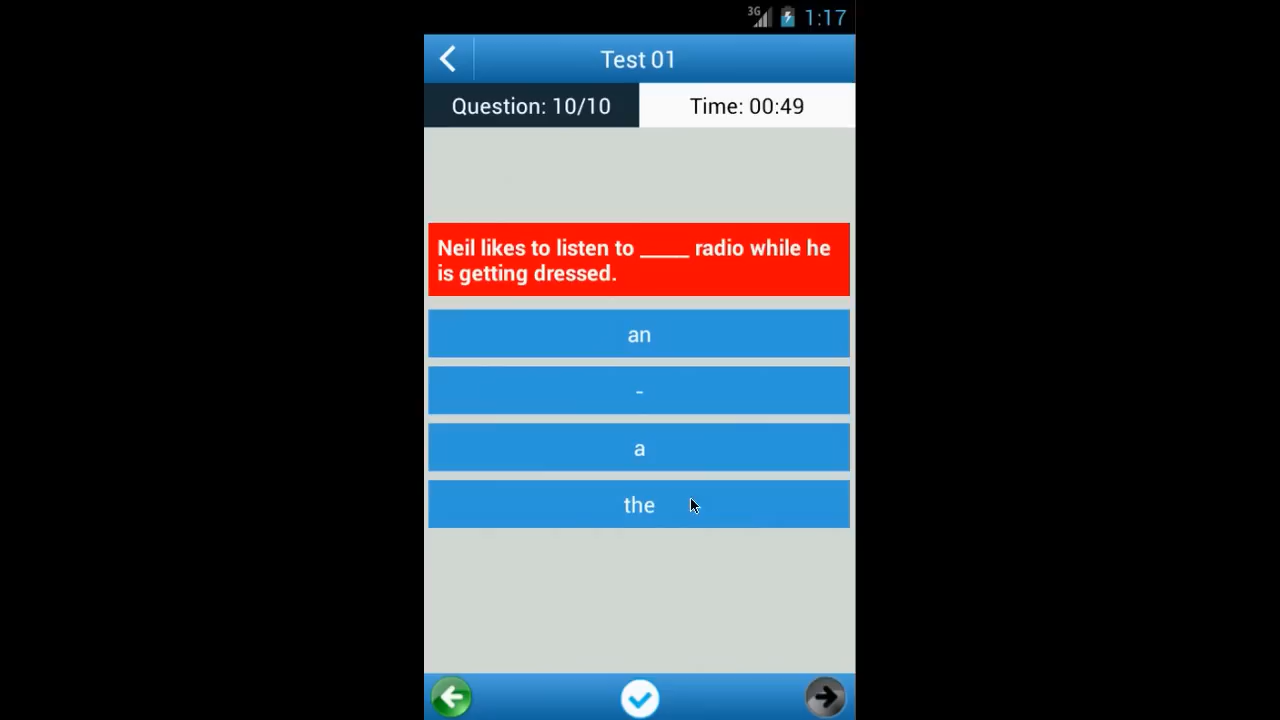 3G 1:17
Test 01
Question: 10/10 Time: 00:49
Neil likes to listen to _____ radio while he
is getting dressed.
an
-
a
the